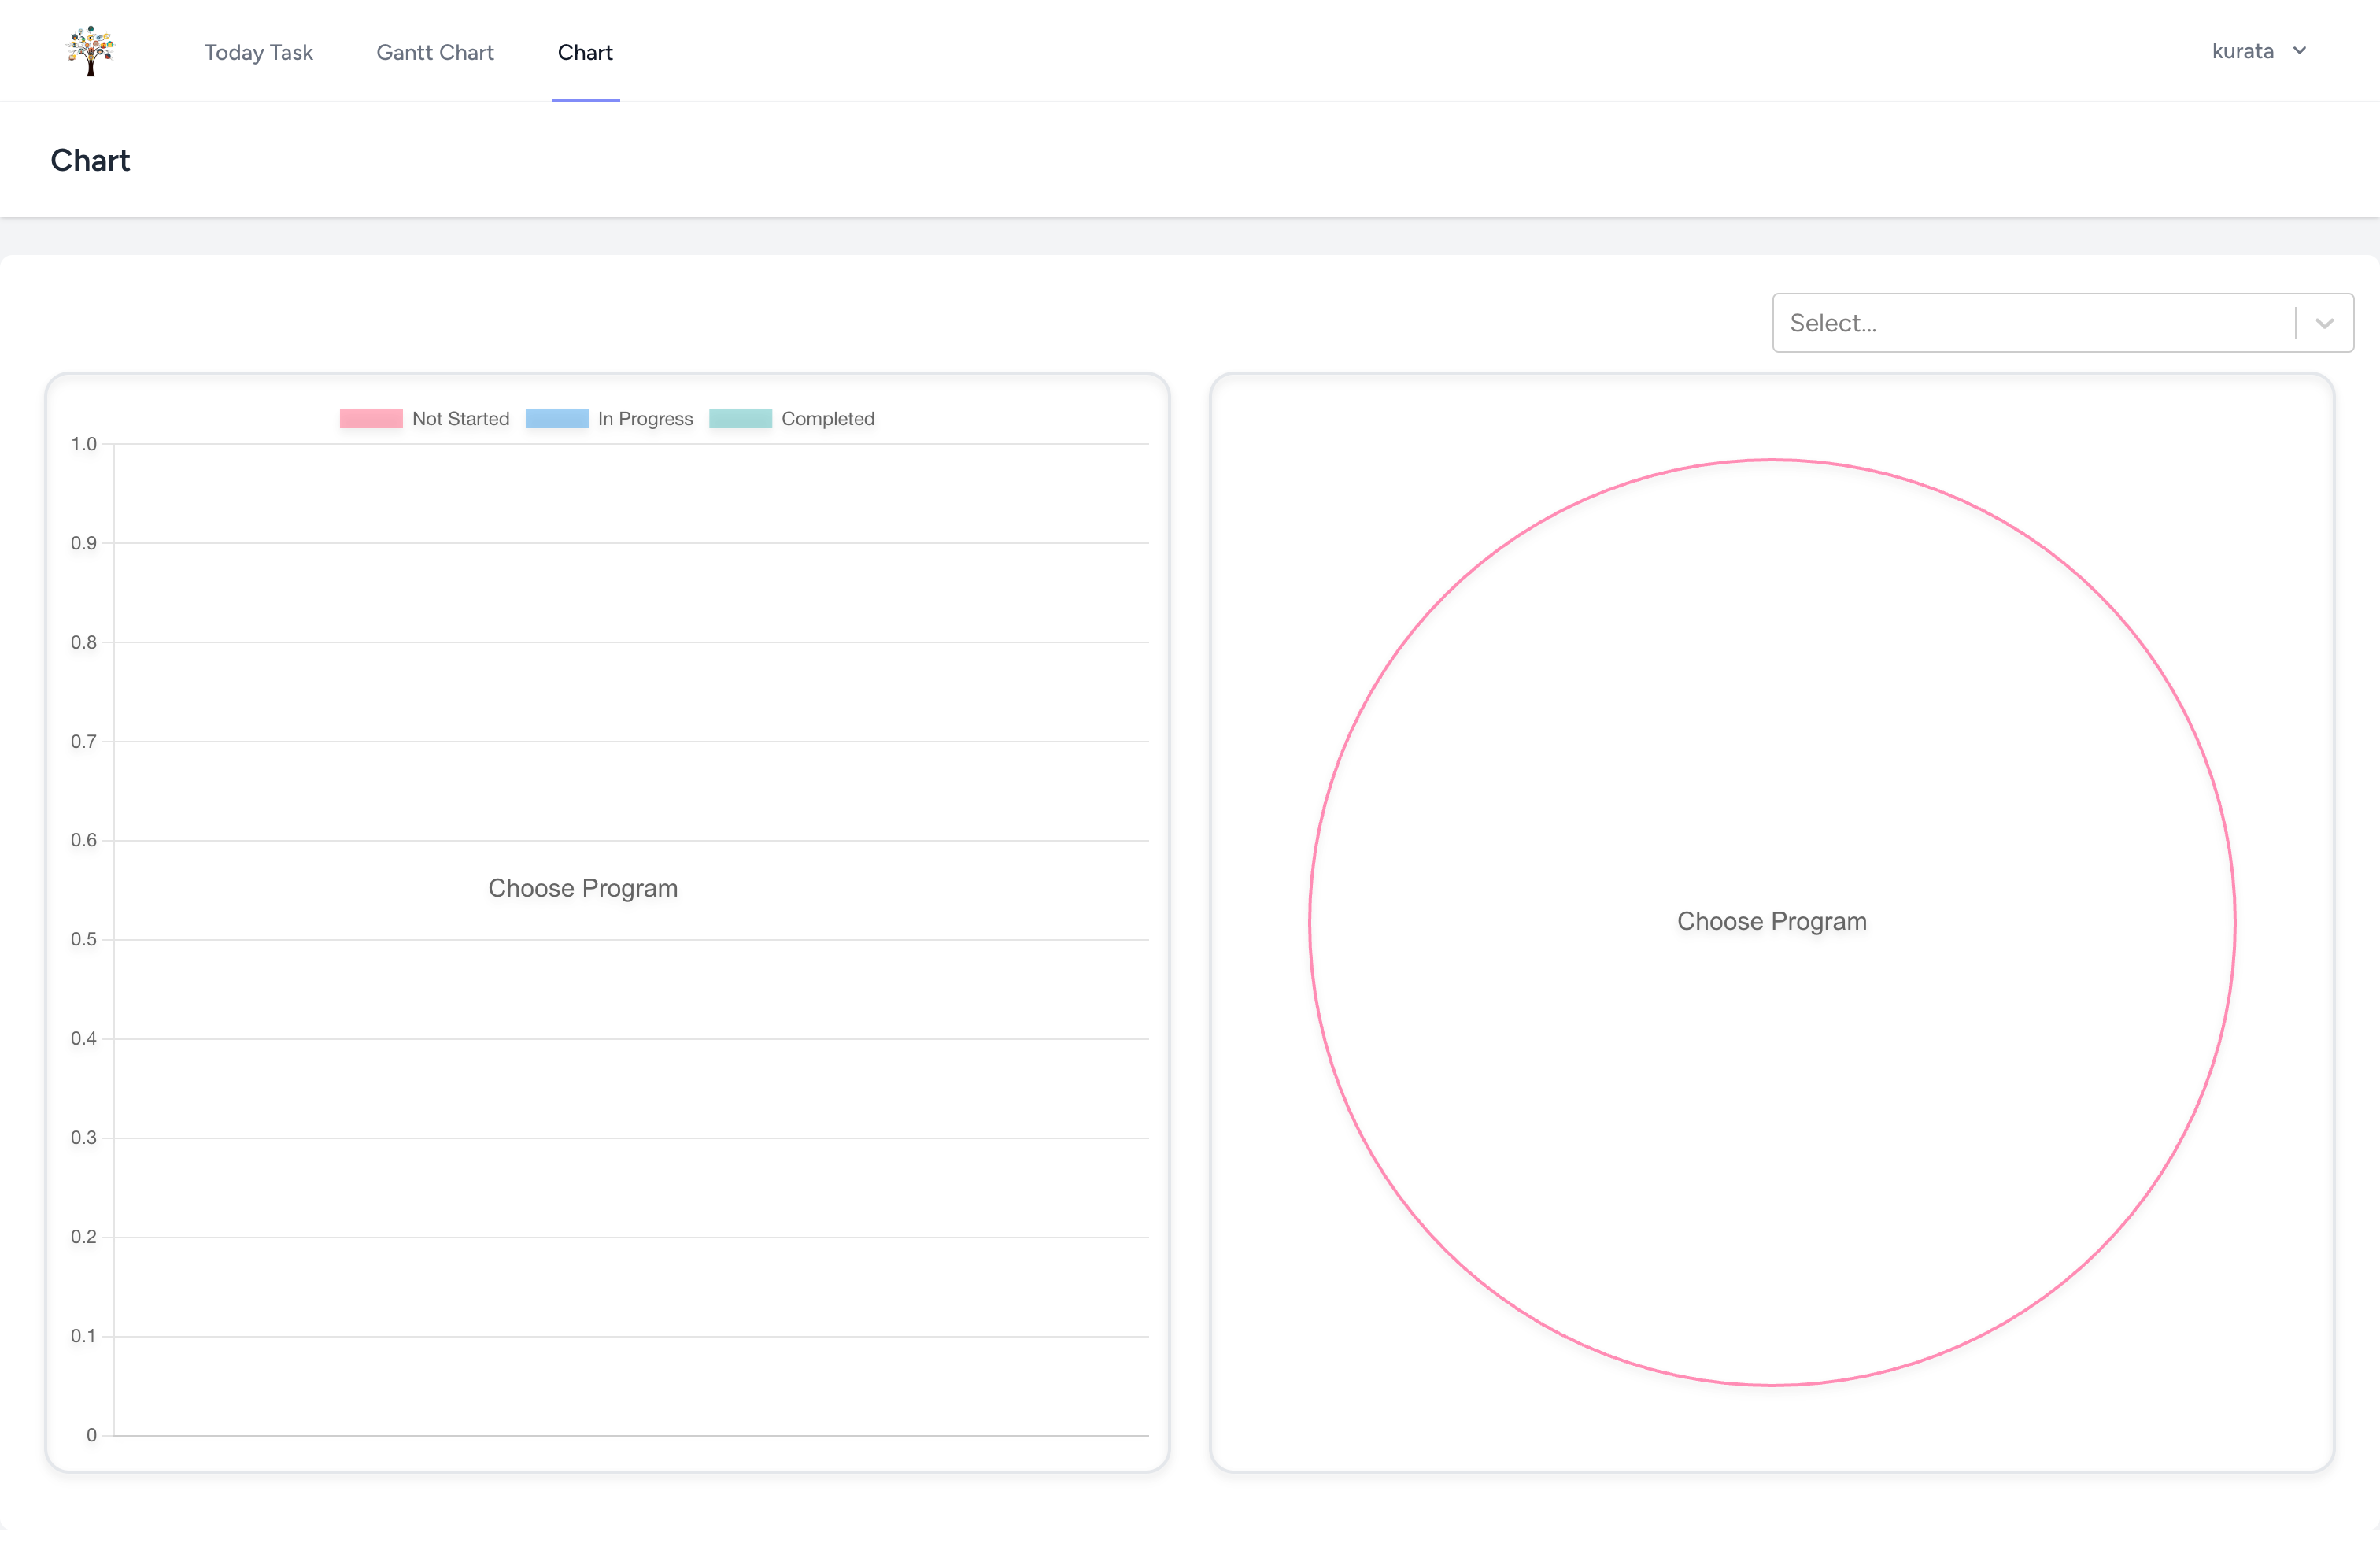 Today Task
Gantt Chart
Chart
kurata
Chart
Select...
Not Started
In Progress
Completed
1.0
0.9
0.8
0.7
0.6
Choose Program
0.5
0.4
0.3
0.2
0.1
0
Choose Program